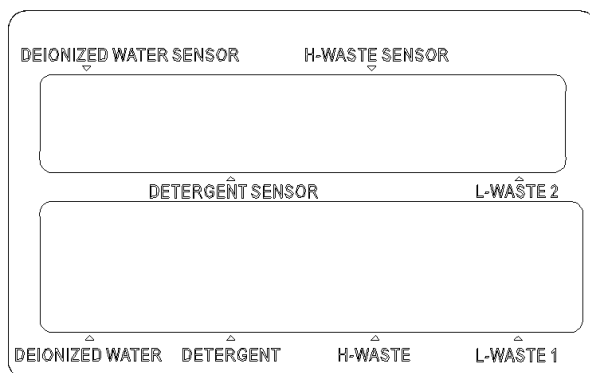 DEIONIZED WATER SENSOR H-WASTE SENSOR
DETERGENT SENSOR L-WASTE 2
DEIONIZED WATER DETERGENT H-WASTE L-WASTE 1